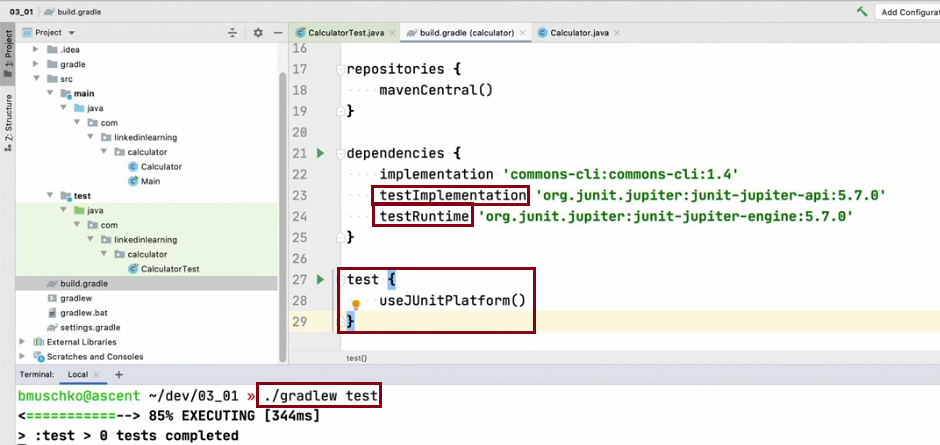 03_01 build.gradle
Add Configurat
Project
1: Project
Z: Structure
.idea
gradle
src
main
java
com
linkedinlearning
calculator
Calculator
Main
test
java
com
linkedinlearning
calculator
CalculatorTest
build.gradle
gradlew
gradlew.bat
settings.gradle
External Libraries
Scratches and Consoles
CalculatorTest.java build.gradle (calculator) Calculator.java
16
17 repositories {
18 mavenCentral()
19 }
20
21 dependencies {
22 implementation 'commons-cli:commons-cli:1.4'
23 testImplementation 'org.junit.jupiter:junit-jupiter-api:5.7.0'
24 testRuntime 'org.junit.jupiter:junit-jupiter-engine:5.7.0'
25 }
26
27 test {
28 useJUnitPlatform()
29 }
test{}
Terminal: Local +
bmuschko@ascent ~/dev/03_01 » ./gradlew test
<===========--> 85% EXECUTING [344ms]
> :test > 0 tests completed